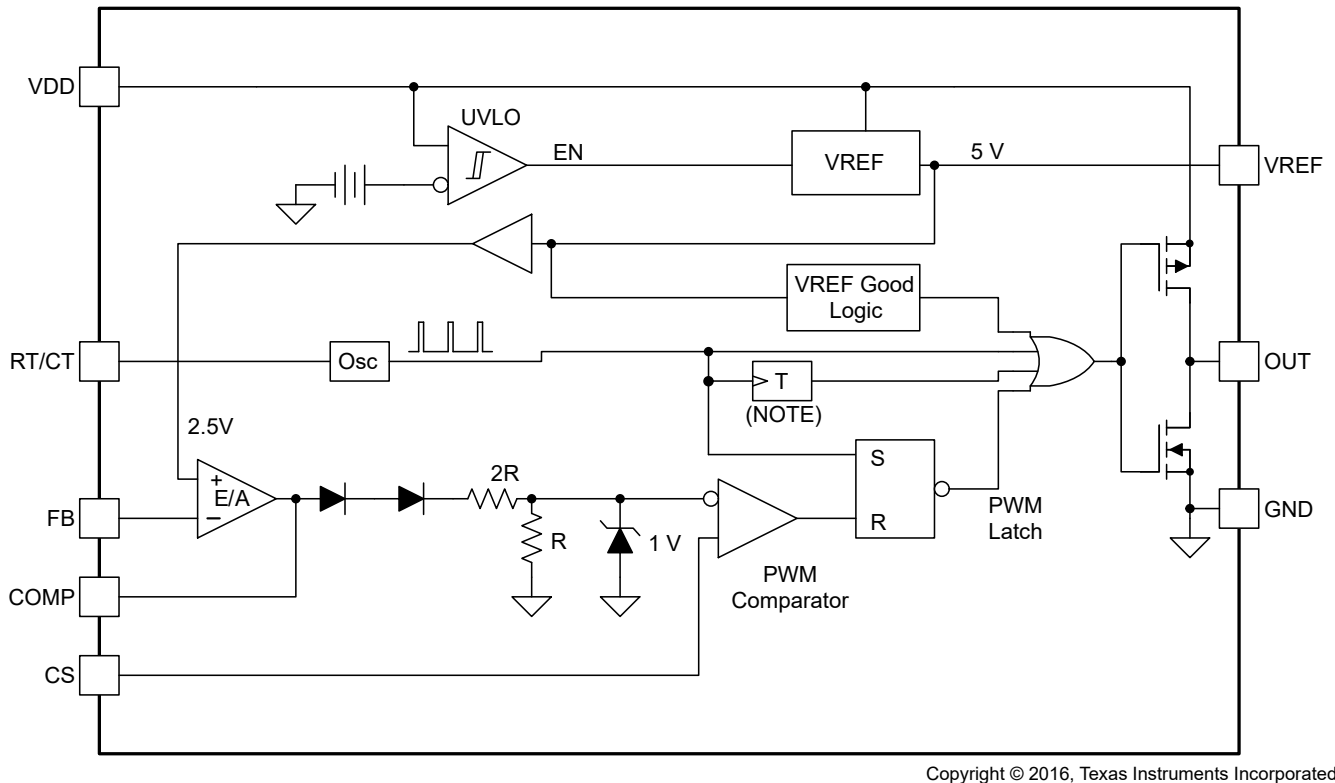 VDD
UVLO
EN
VREF
5 V
VREF
VREF Good
Logic
RT/CT
Osc
T
(NOTE)
OUT
2.5V
S
R
2R
+
E/A
−
FB
R
1 V
PWM
Latch
GND
PWM
Comparator
COMP
CS
Copyright © 2016, Texas Instruments Incorporated